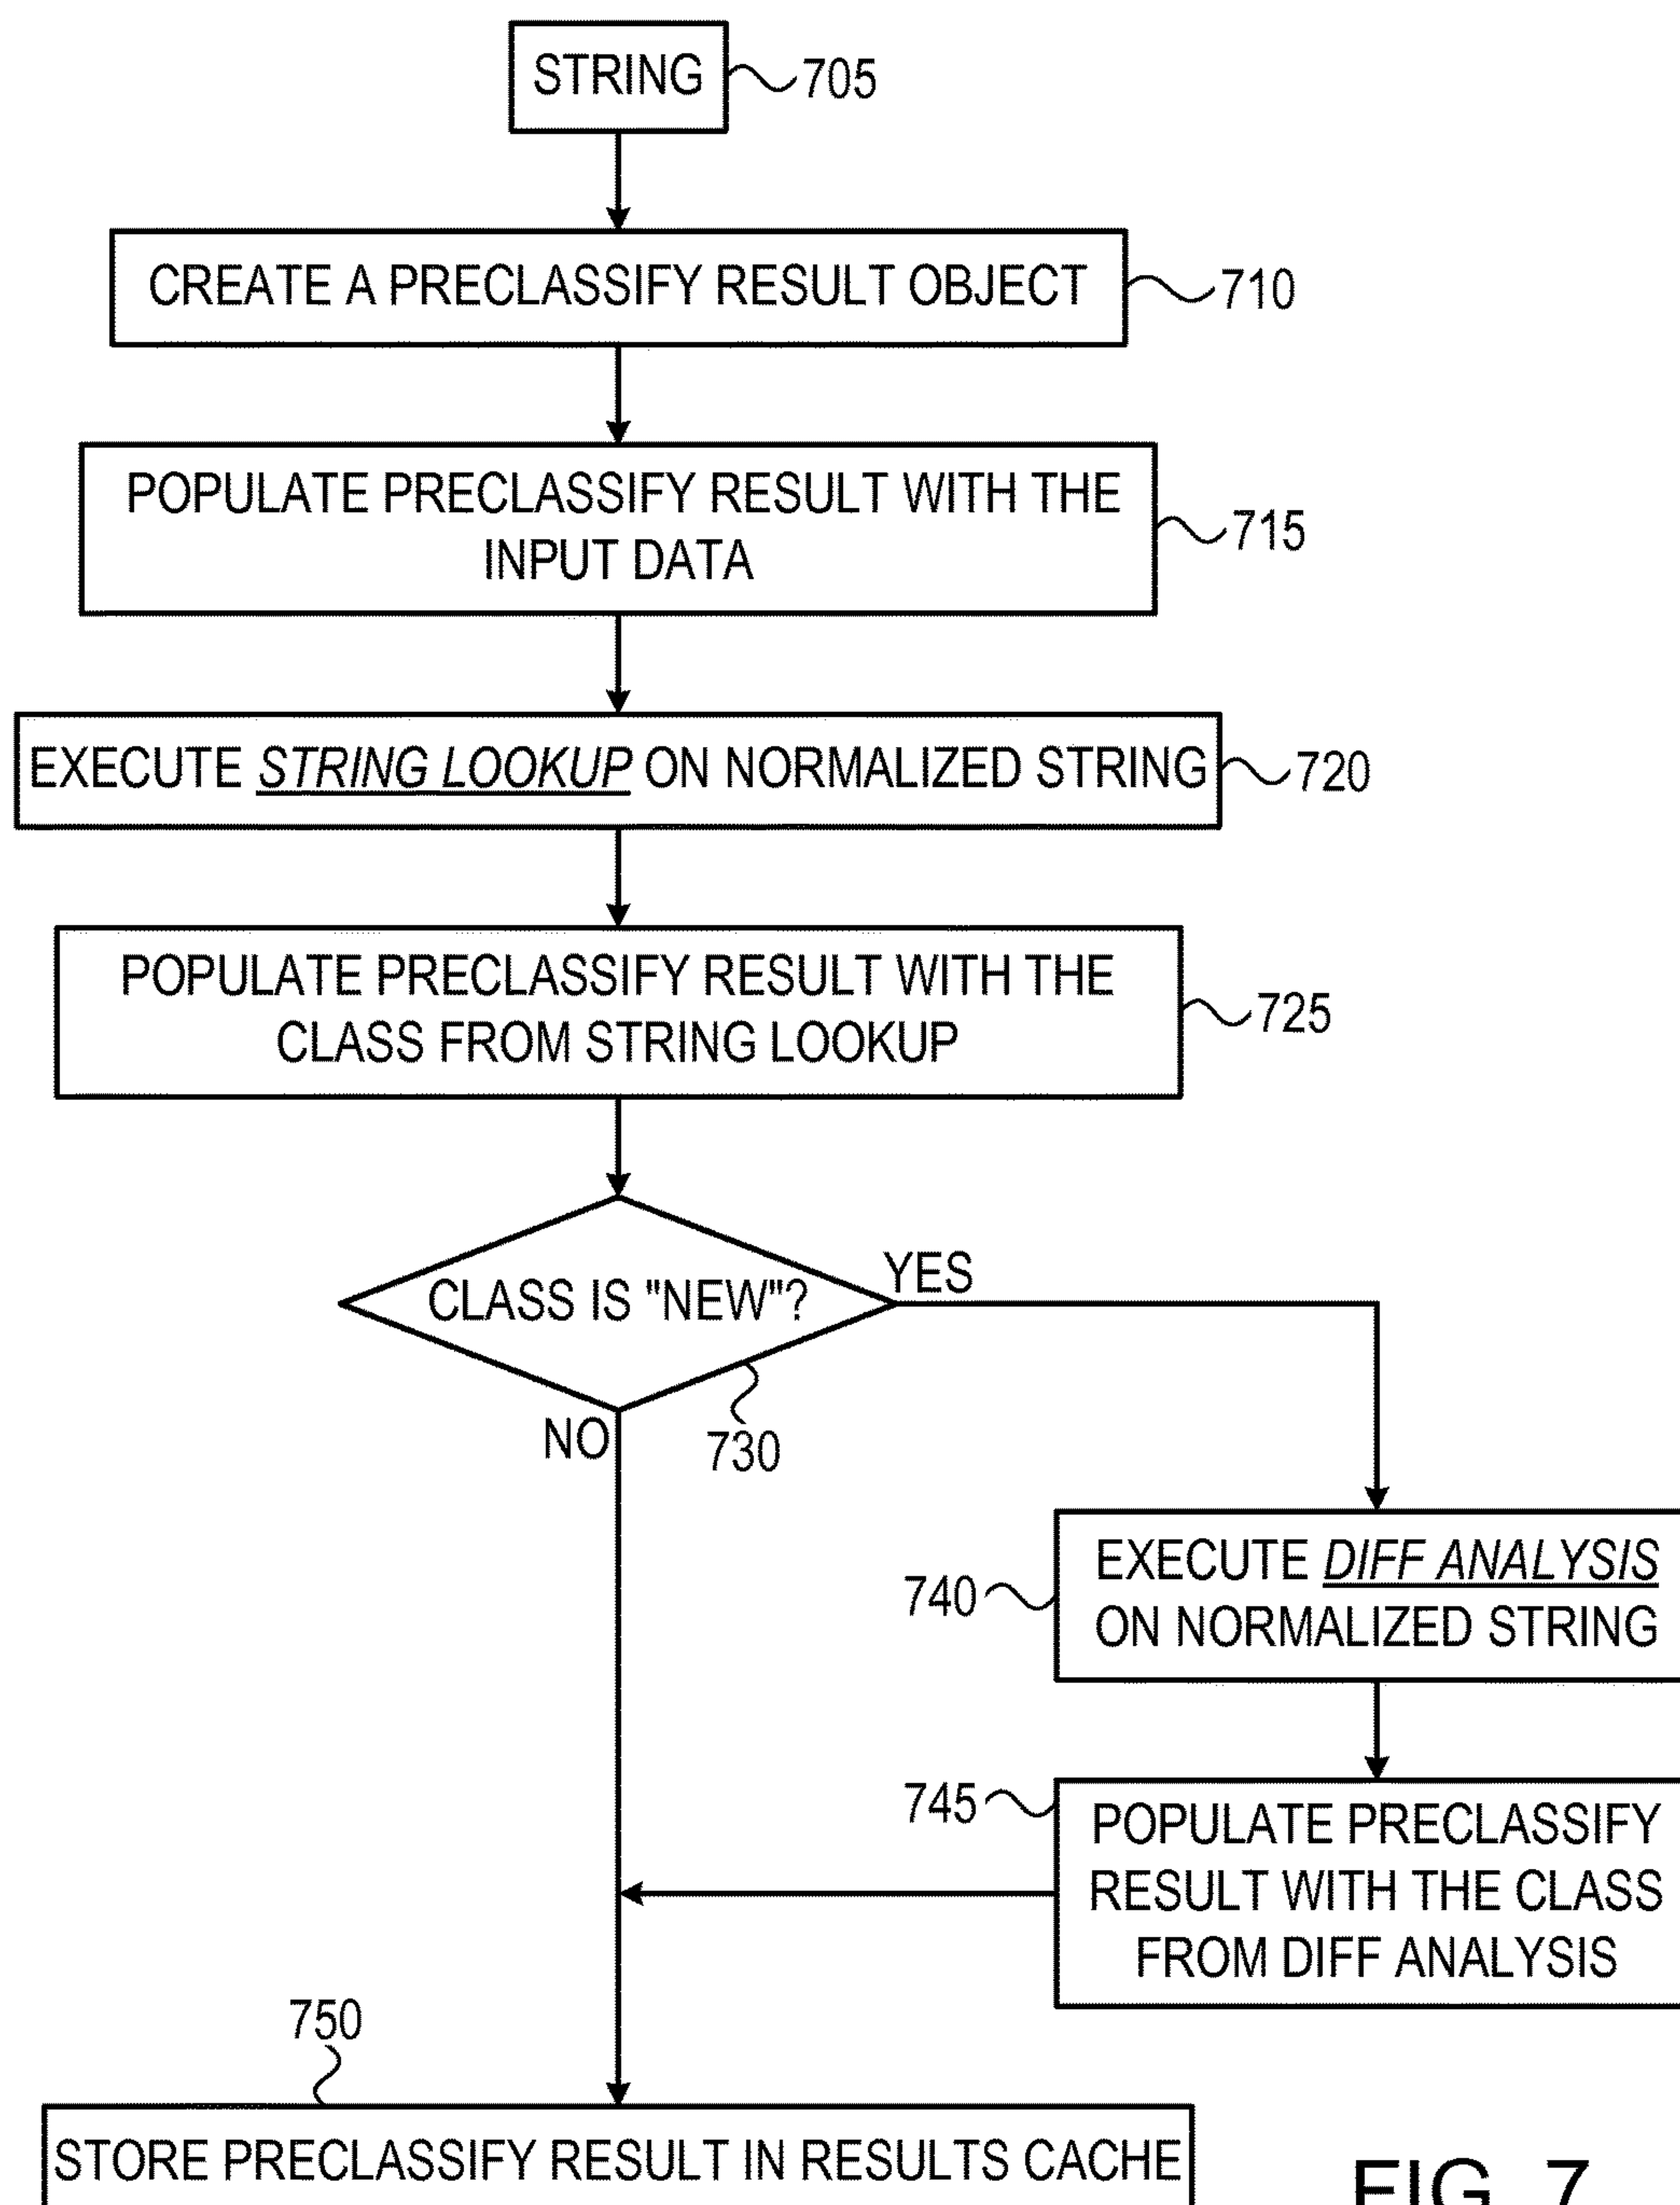 STRING
705
CREATE A PRECLASSIFY RESULT OBJECT
710
POPULATE PRECLASSIFY RESULT WITH THE
INPUT DATA
715
EXECUTE STRING LOOKUP ON NORMALIZED STRING
720
POPULATE PRECLASSIFY RESULT WITH THE
CLASS FROM STRING LOOKUP
725
CLASS IS "NEW"?
YES
NO
730
740
EXECUTE DIFF ANALYSIS
ON NORMALIZED STRING
745
POPULATE PRECLASSIFY
RESULT WITH THE CLASS
FROM DIFF ANALYSIS
750
STORE PRECLASSIFY RESULT IN RESULTS CACHE
FIG. 7